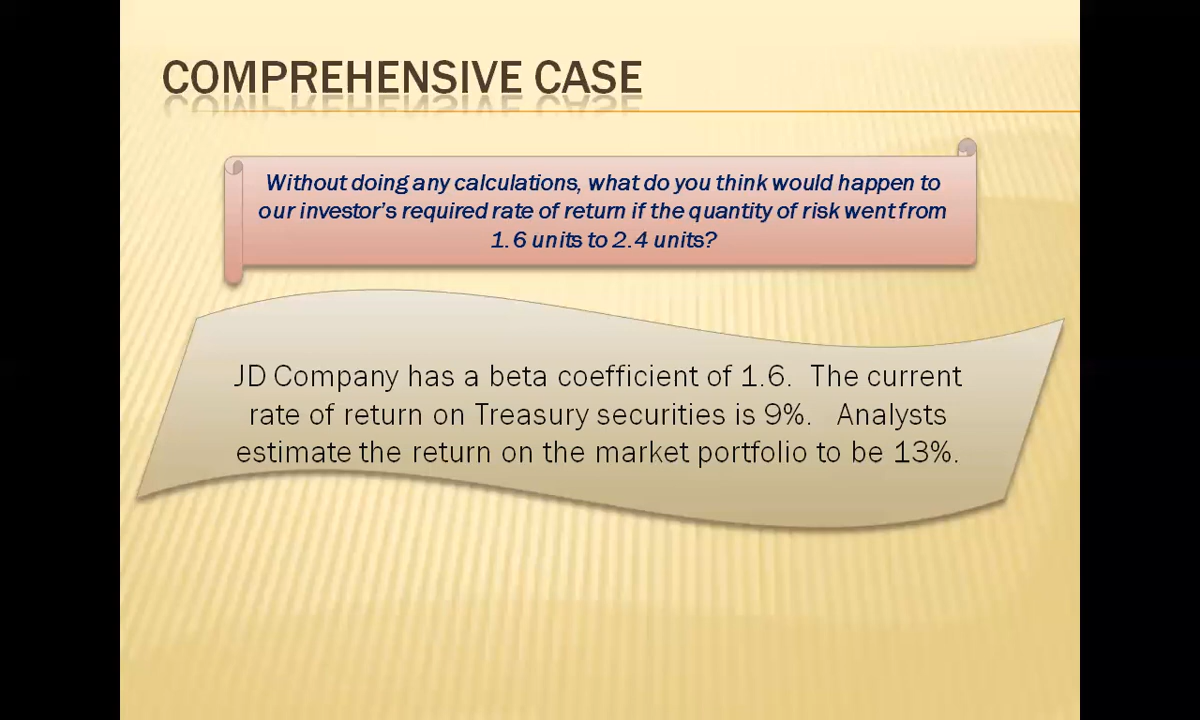 COMPREHENSIVE CASE
Without doing any calculations, what do you think would happen to
our investor's required rate of return if the quantity of risk went from
1.6 units to 2.4 units?
JD Company has a beta coefficient of 1.6. The current
rate of return on Treasury securities is 9%. Analysts
estimate the return on the market portfolio to be 13%.